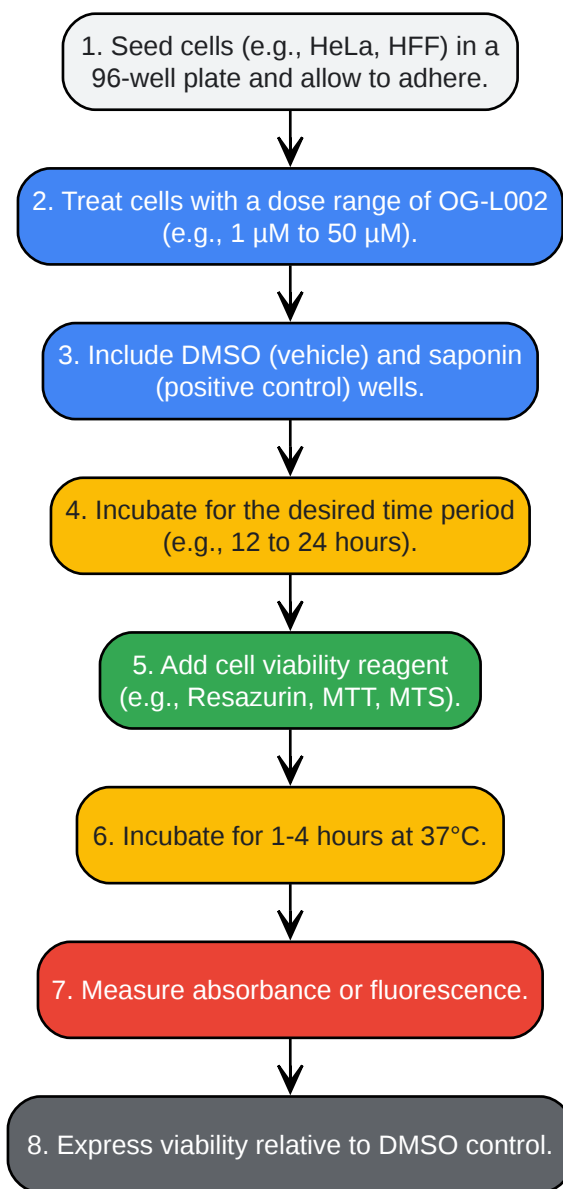 1. Seed cells (e.g., HeLa, HFF) in a
96-well plate and allow to adhere.
2. Treat cells with a dose range of OG-L002
(e.g., 1 µM to 50 µM).
3. Include DMSO (vehicle) and saponin
(positive control) wells.
4. Incubate for the desired time period
(e.g., 12 to 24 hours).
5. Add cell viability reagent
(e.g., Resazurin, MTT, MTS).
6. Incubate for 1-4 hours at 37°C.
7. Measure absorbance or fluorescence.
8. Express viability relative to DMSO control.